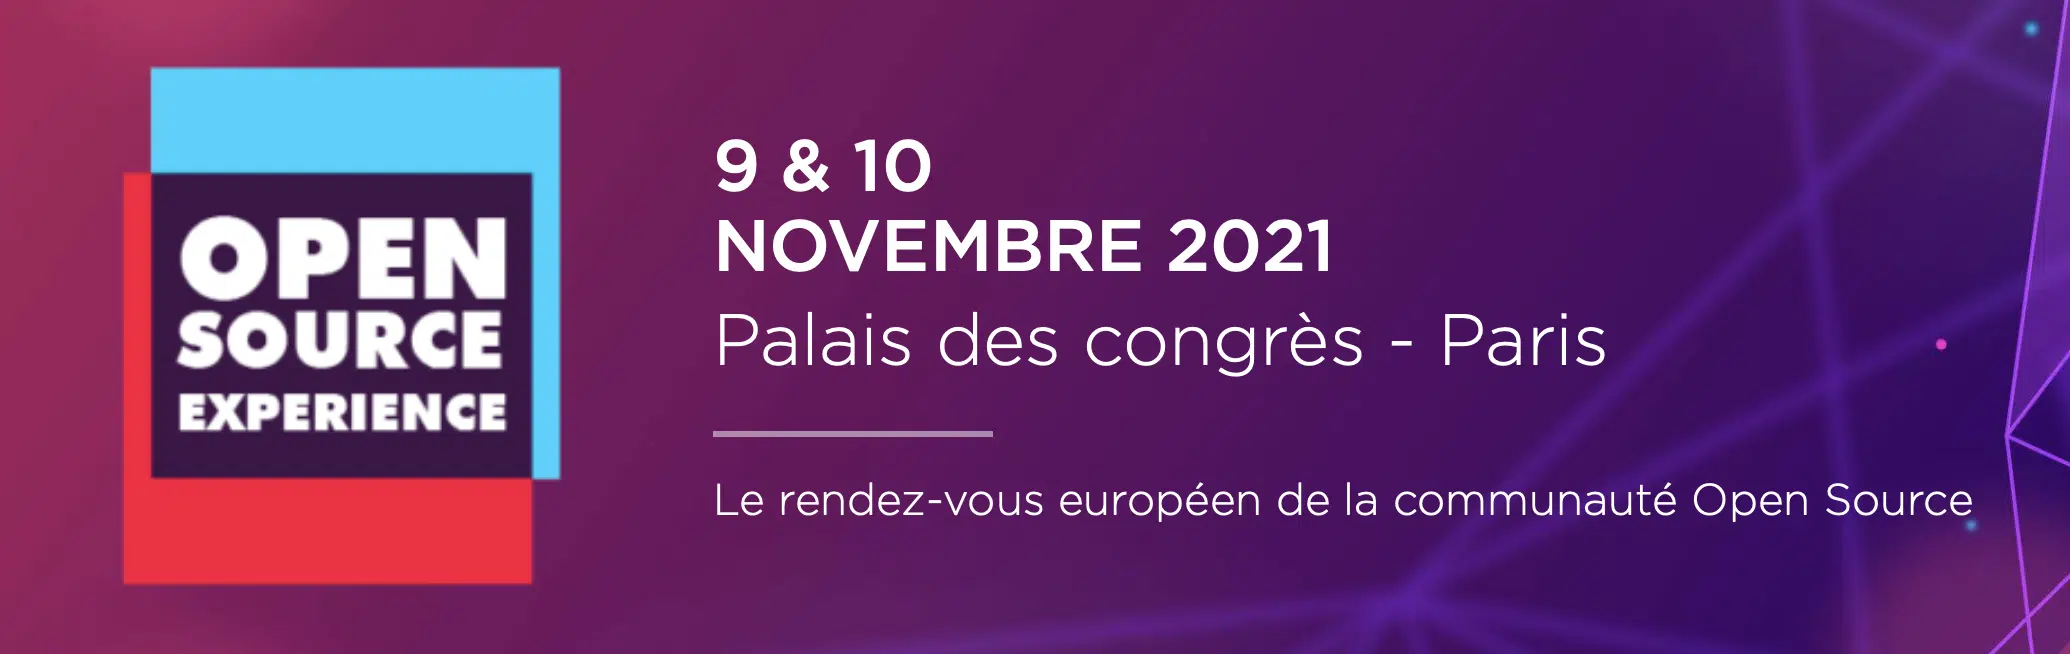 OPEN
SOURCE
EXPERIENCE
9 & 10
NOVEMBRE 2021
Palais des congrès - Paris
Le rendez-vous européen de la communauté Open Source